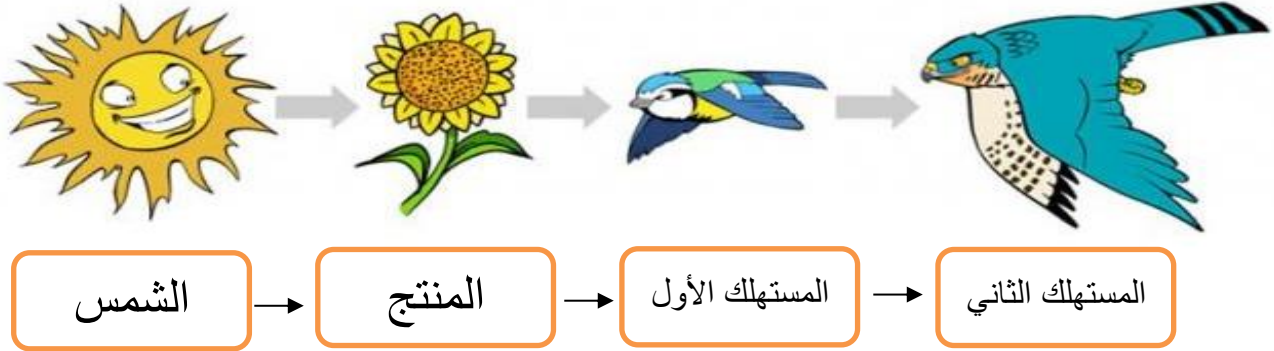 الشمس
المنتج
المستهلك الأول
المستهلك الثاني